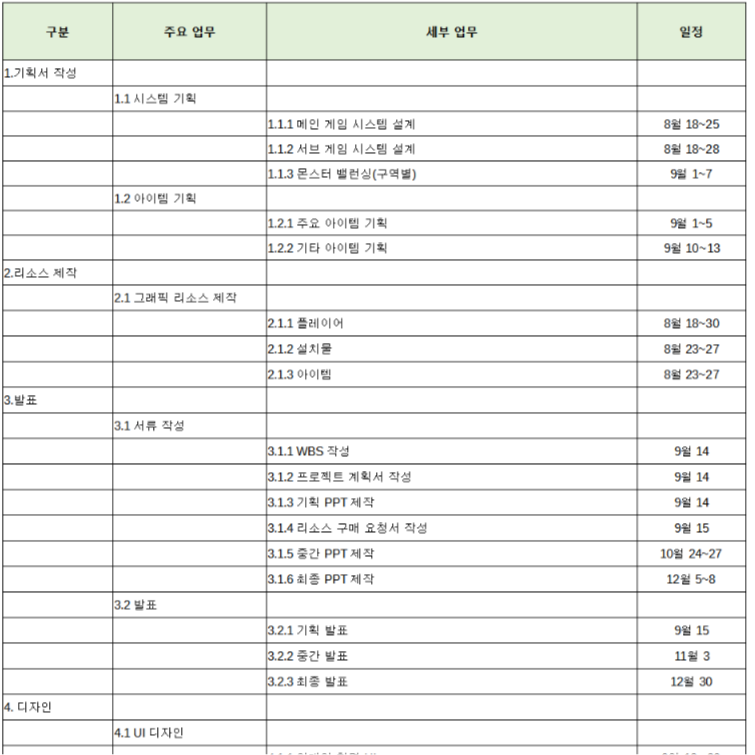 구분 주요 업무 세부 업무 일정
1.기획서 작성
1.1 시스템 기획
1.1.1 메인 게임 시스템 설계 8월 18~25
1.1.2 서브 게임 시스템 설계 8월 18~28
1.1.3 몬스터 밸런싱(구역별) 9월 1~7
1.2 아이템 기획
1.2.1 주요 아이템 기획 9월 1~5
1.2.2 기타 아이템 기획 9월 10~13
2.리소스 제작
2.1 그래픽 리소스 제작
2.1.1 플레이어 8월 18~30
2.1.2 설치물 8월 23~27
2.1.3 아이템 8월 23~27
3.발표
3.1 서류 작성
3.1.1 WBS 작성 9월 14
3.1.2 프로젝트 계획서 작성 9월 14
3.1.3 기획 PPT 제작 9월 14
3.1.4 리소스 구매 요청서 작성 9월 15
3.1.5 중간 PPT 제작 10월 24~27
3.1.6 최종 PPT 제작 12월 5~8
3.2 발표
3.2.1 기획 발표 9월 15
3.2.2 중간 발표 11월 3
3.2.3 최종 발표 12월 30
4. 디자인
4.1 UI 디자인